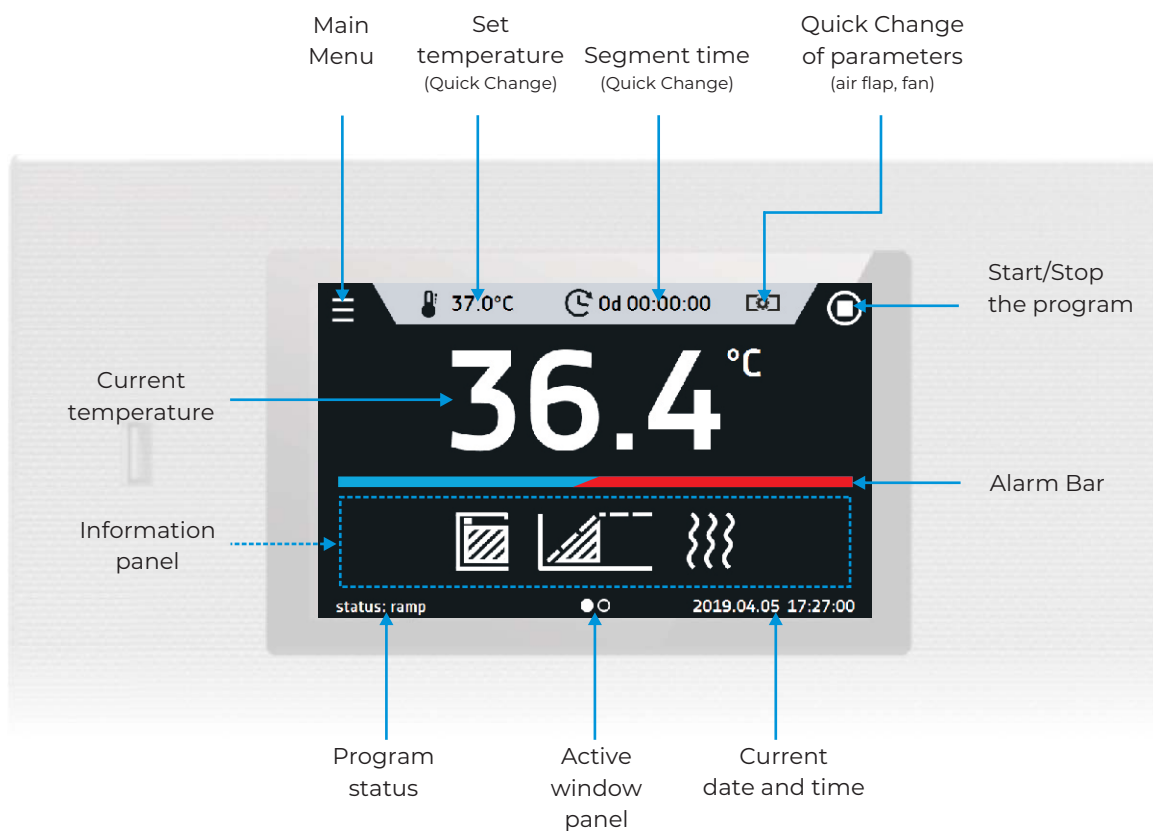 Main
Menu
Set
temperature
(Quick Change)
Segment time
(Quick Change)
Quick Change
of parameters
(air flap, fan)
Start/Stop
the program
37.0°C
0d 00:00:00
36.4 °C
Current
temperature
Alarm Bar
Information
panel
status: ramp
2019.04.05 17:27:00
Program
status
Active
window
panel
Current
date and time